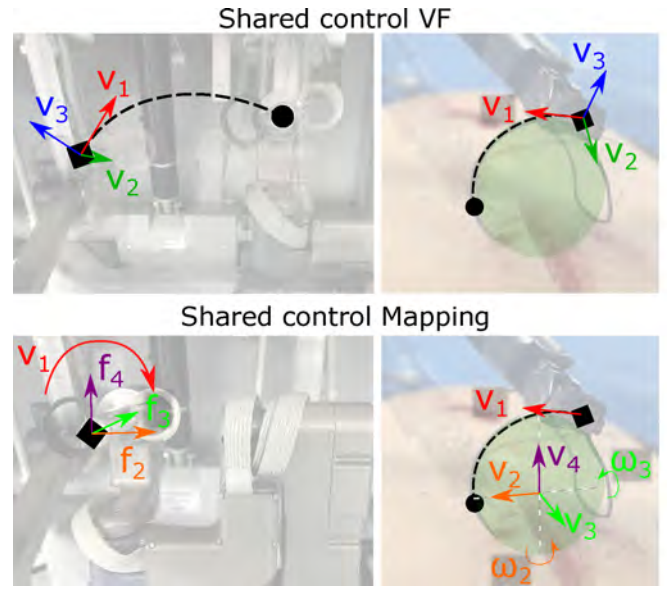 Shared control VF
v₁
v₃
v₂
v₃
v₁
v₂
Shared control Mapping
v₁
f₄
f₃
f₂
v₁
v₄
ω₃
v₂
v₃
ω₂